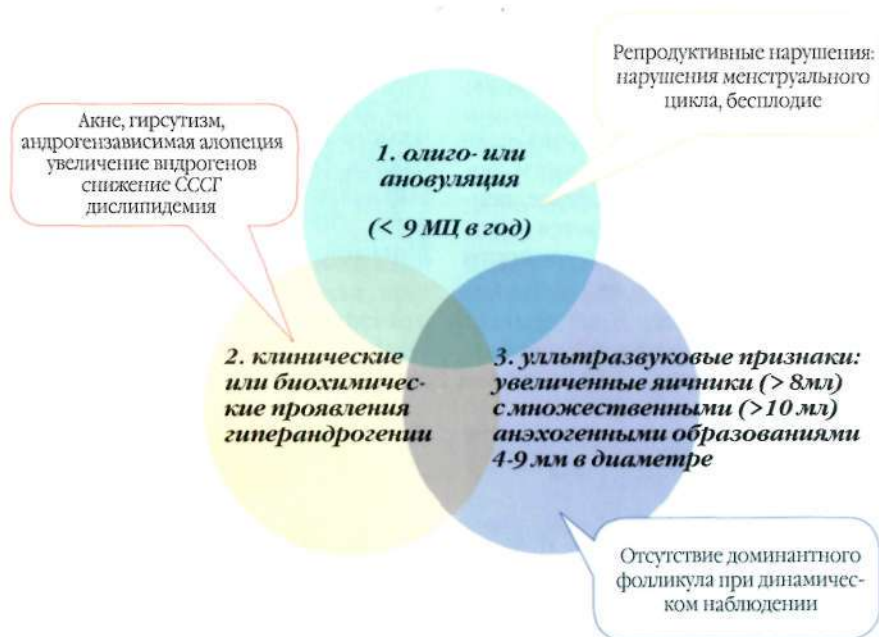 Репродуктивные нарушения:
нарушения менструального
цикла, бесплодие
Акне, гирсутизм,
андрогензависимая алопеция
увеличение вндрогенов
снижение СССГ
дислипидемия
1. олиго- или
ановуляция
(< 9 МЦ в год)
2. клинические
или биохимичес-
кие проявления
гиперандрогении
3. улльтразвуковые признаки:
увеличенные яичники (> 8мл)
с множественными (>10 мл)
анэхогенными образованиями
4-9 мм в диаметре
Отсутствие доминантного
фолликула при динамичес-
ком наблюдении